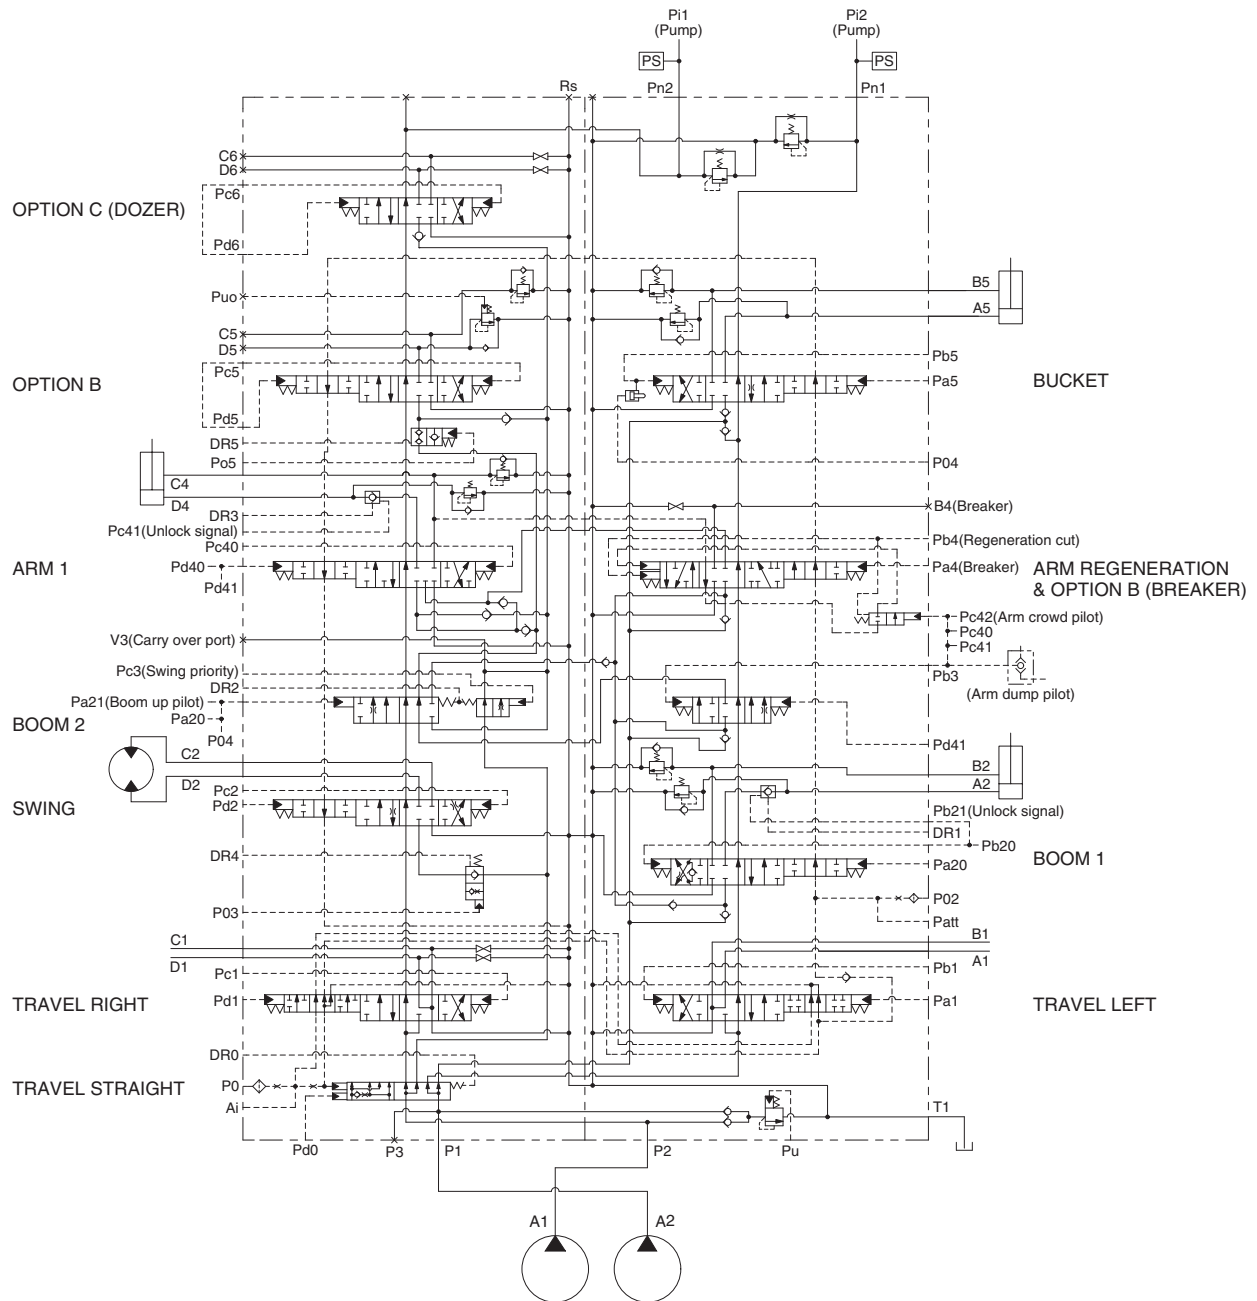 Pi1
(Pump)
Pi2
(Pump)
PS
PS
Rs
Pn2
Pn1
C6
D6
Pc6
OPTION C (DOZER)
Pd6
Puo
B5
A5
C5
D5
Pc5
Pb5
OPTION B
Pa5
BUCKET
Pd5
DR5
Po5
P04
C4
D4
DR3
B4(Breaker)
Pc41(Unlock signal)
Pc40
Pb4(Regeneration cut)
ARM 1
Pd40
Pd41
Pa4(Breaker)
ARM REGENERATION
& OPTION B (BREAKER)
Pc42(Arm crowd pilot)
Pc40
Pc41
V3(Carry over port)
Pc3(Swing priority)
Pb3
(Arm dump pilot)
DR2
Pa21(Boom up pilot)
Pa20
P04
BOOM 2
Pd41
C2
D2
B2
A2
Pc2
Pd2
SWING
Pb21(Unlock signal)
DR1
Pb20
DR4
Pa20
BOOM 1
P03
P02
Patt
C1
D1
B1
A1
Pc1
Pb1
TRAVEL RIGHT
Pd1
Pa1
TRAVEL LEFT
DR0
TRAVEL STRAIGHT
P0
Ai
T1
Pd0
P3
P1
P2
Pu
A1
A2